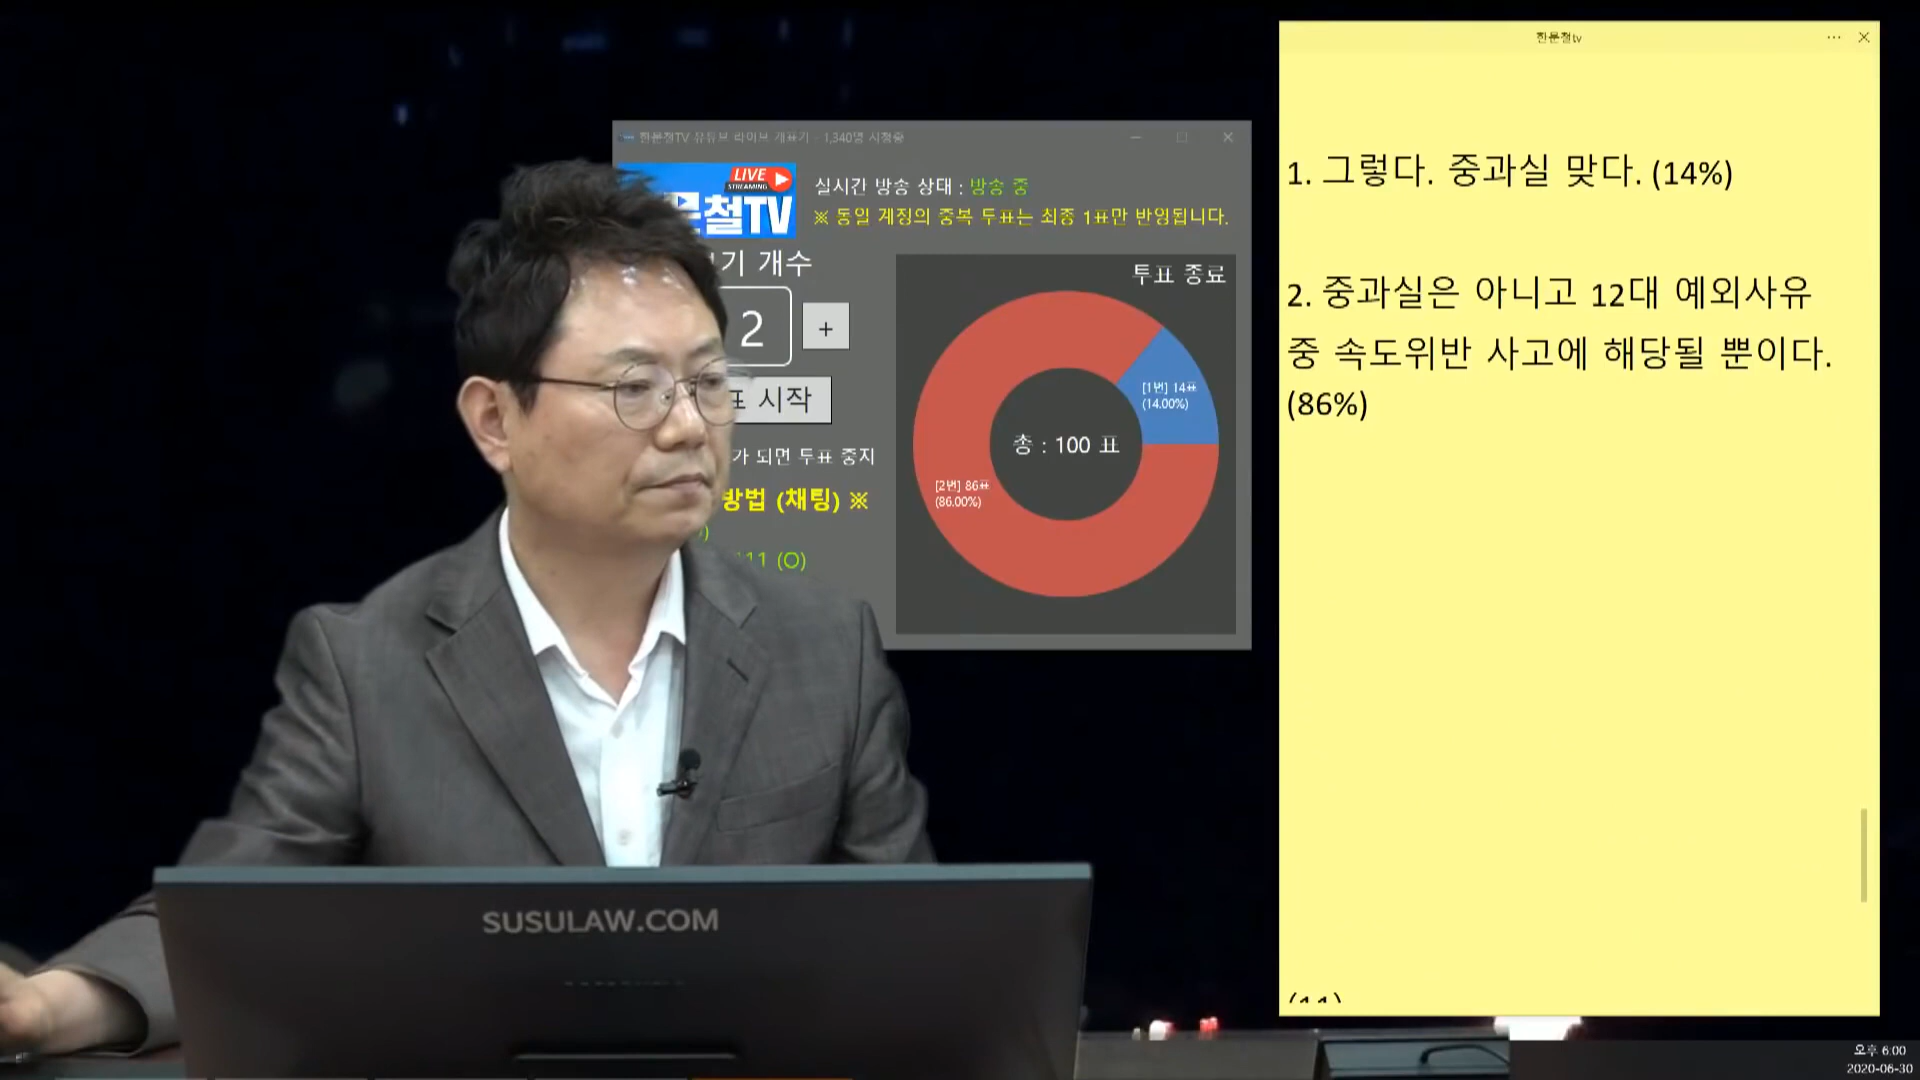 한문철tv
1. 그렇다. 중과실 맞다. (14%)
2. 중과실은 아니고 12대 예외사유
중 속도위반 사고에 해당될 뿐이다.
(86%)
한문철TV 유튜브 라이브 개표기 - 1,340명 시청중
LIVE
STREAMING
문철TV
실시간 방송 상태 : 방송 중
※ 동일 계정의 중복 투표는 최종 1표만 반영됩니다.
기 개수
2
+
표 시작
가 되면 투표 중지
방법 (채팅) ※
111 (O)
투표 종료
[1번] 14표
(14.00%)
총 : 100 표
[2번] 86표
(86.00%)
SUSULAW.COM
오후 6:00
2020-06-30